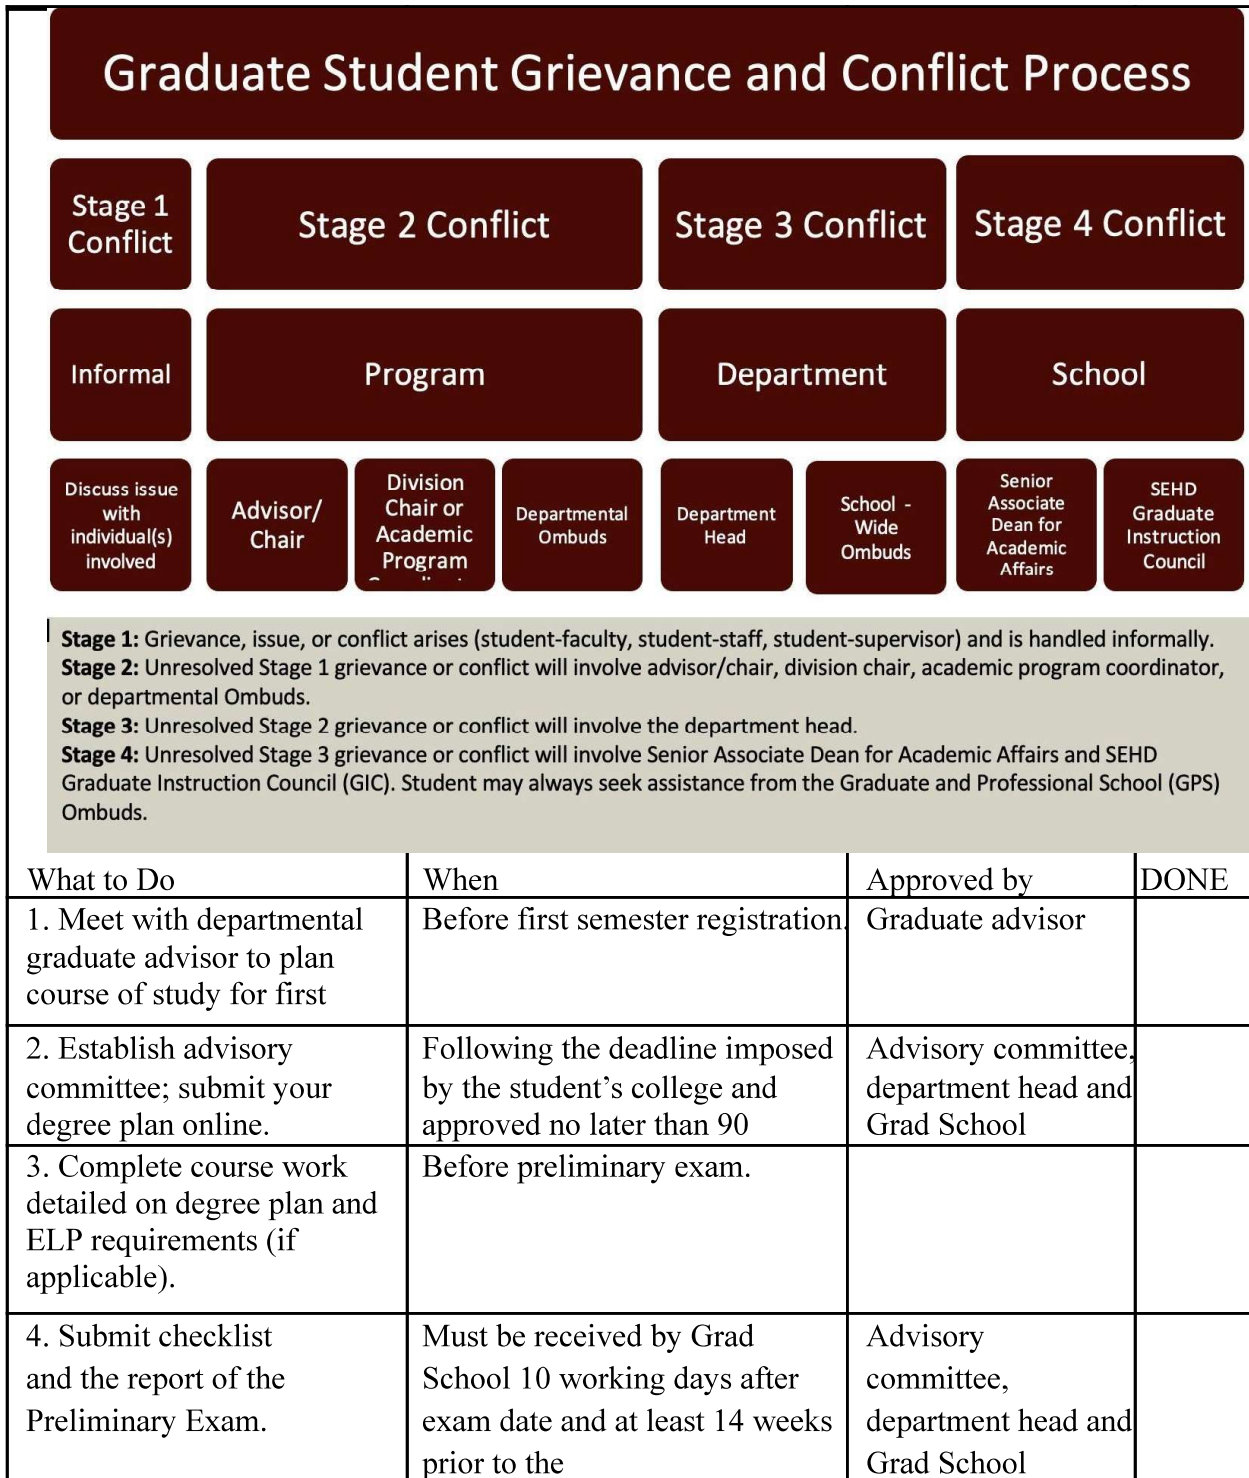 Graduate Student Grievance and Conflict Process
Stage 1
Conflict
Stage 2 Conflict
Stage 3 Conflict
Stage 4 Conflict
Informal
Program
Department
School
Discuss issue
with
individual(s)
involved
Advisor/
Chair
Division
Chair or
Academic
Program
Departmental
Ombuds
Department
Head
School -
Wide
Ombuds
Senior
Associate
Dean for
Academic
Affairs
SEHD
Graduate
Instruction
Council
Stage 1: Grievance, issue, or conflict arises (student-faculty, student-staff, student-supervisor) and is handled informally.
Stage 2: Unresolved Stage 1 grievance or conflict will involve advisor/chair, division chair, academic program coordinator,
or departmental Ombuds.
Stage 3: Unresolved Stage 2 grievance or conflict will involve the department head.
Stage 4: Unresolved Stage 3 grievance or conflict will involve Senior Associate Dean for Academic Affairs and SEHD
Graduate Instruction Council (GIC). Student may always seek assistance from the Graduate and Professional School (GPS)
Ombuds.
What to Do
When
Approved by
DONE
1. Meet with departmental
graduate advisor to plan
course of study for first
Before first semester registration.
Graduate advisor
2. Establish advisory
committee; submit your
degree plan online.
Following the deadline imposed
by the student's college and
approved no later than 90
Advisory committee,
department head and
Grad School
3. Complete course work
detailed on degree plan and
ELP requirements (if
applicable).
Before preliminary exam.
4. Submit checklist
and the report of the
Preliminary Exam.
Must be received by Grad
School 10 working days after
exam date and at least 14 weeks
prior to the
Advisory
committee,
department head and
Grad School